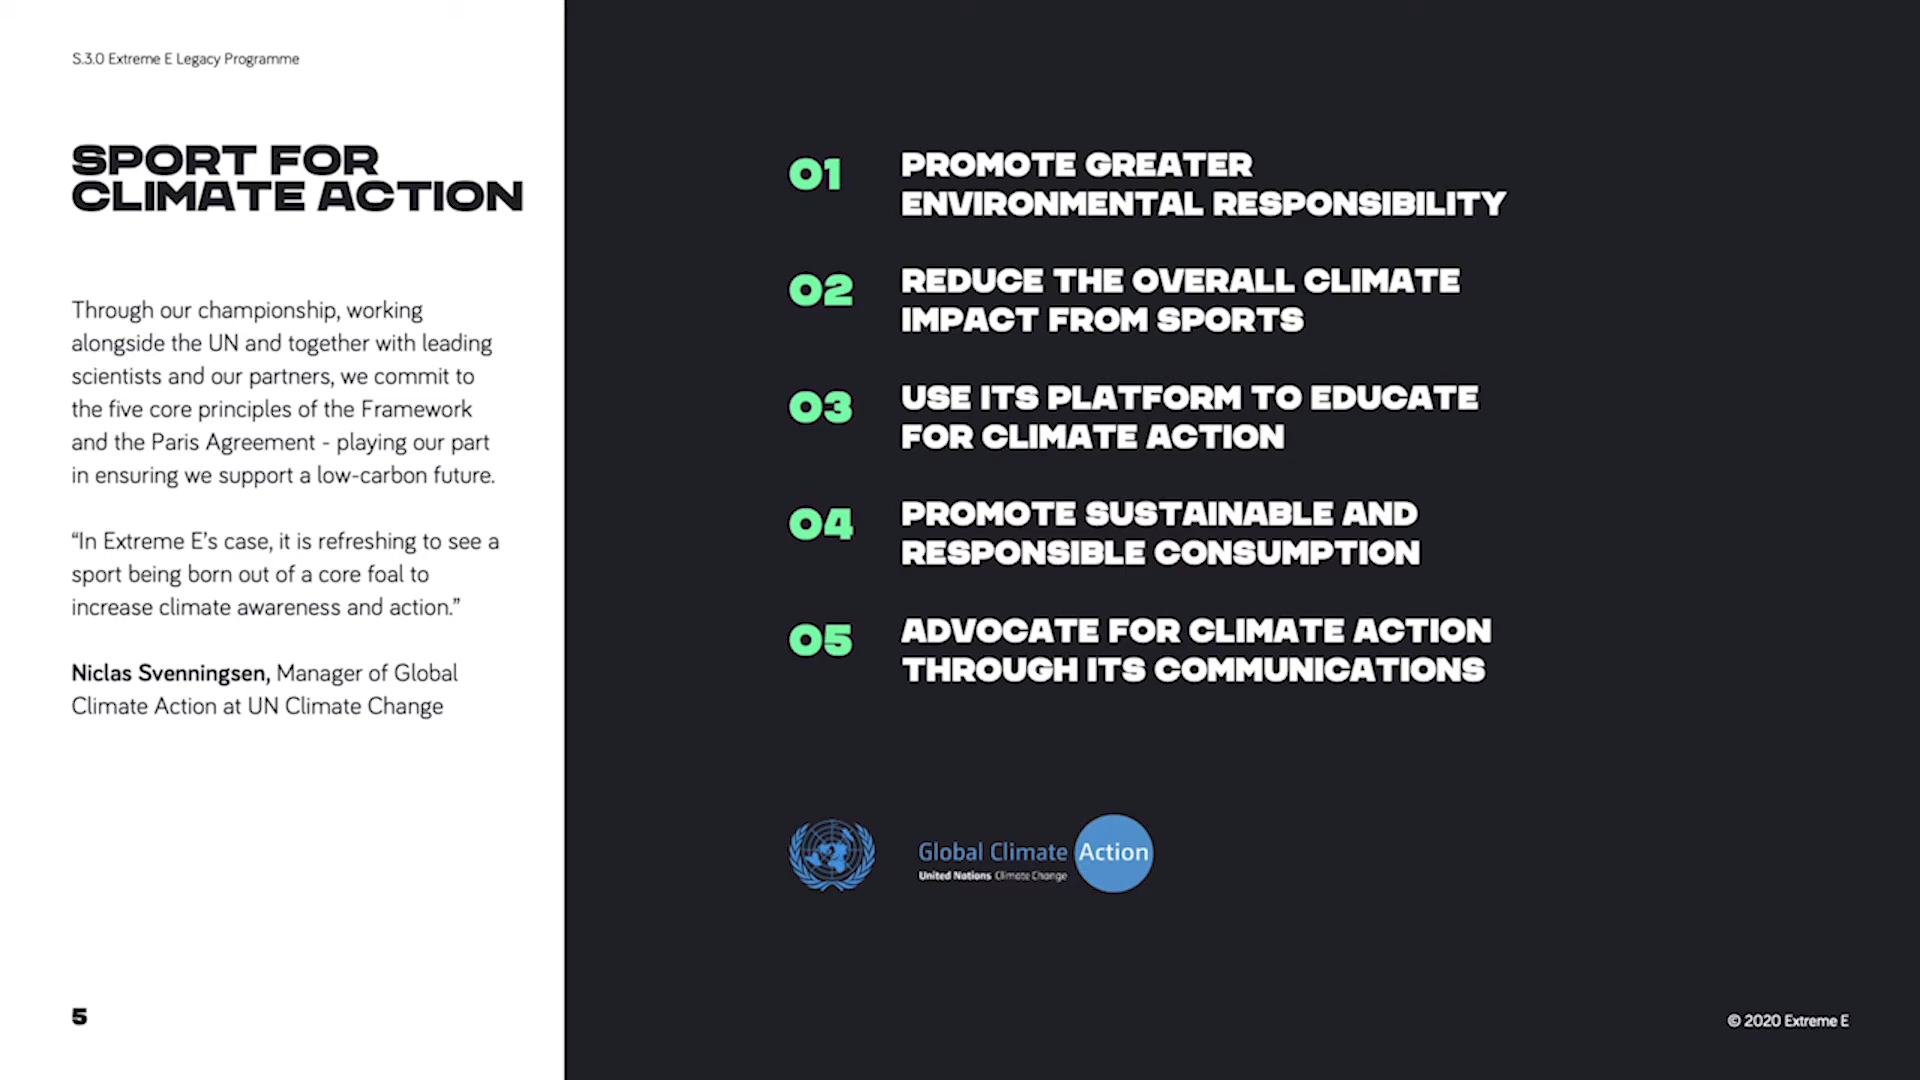 S.3.0 Extreme E Legacy Programme
SPORT FOR
CLIMATE ACTION
Through our championship, working
alongside the UN and together with leading
scientists and our partners, we commit to
the five core principles of the Framework
and the Paris Agreement - playing our part
in ensuring we support a low-carbon future.
“In Extreme E’s case, it is refreshing to see a
sport being born out of a core foal to
increase climate awareness and action.”
Niclas Svenningsen, Manager of Global
Climate Action at UN Climate Change
5
01 PROMOTE GREATER
ENVIRONMENTAL RESPONSIBILITY
02 REDUCE THE OVERALL CLIMATE
IMPACT FROM SPORTS
03 USE ITS PLATFORM TO EDUCATE
FOR CLIMATE ACTION
04 PROMOTE SUSTAINABLE AND
RESPONSIBLE CONSUMPTION
05 ADVOCATE FOR CLIMATE ACTION
THROUGH ITS COMMUNICATIONS
Global Climate Action
United Nations Climate Change
© 2020 Extreme E